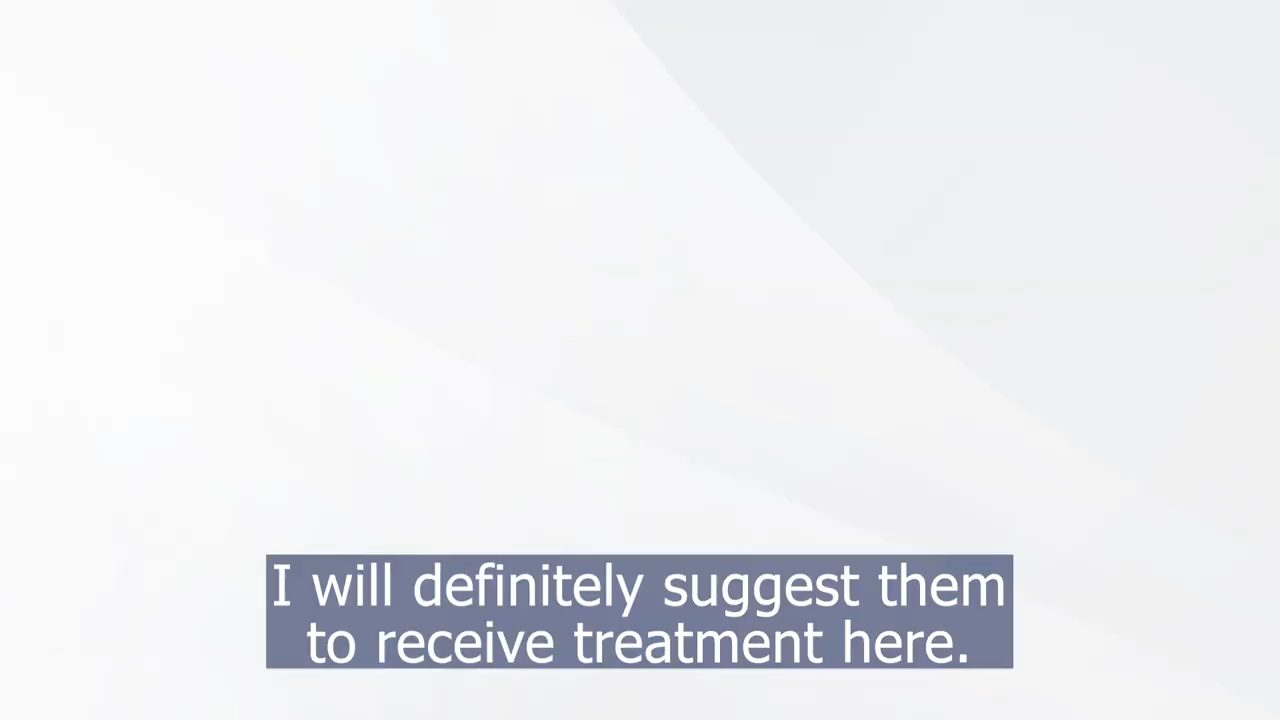 I will definitely suggest them
to receive treatment here.